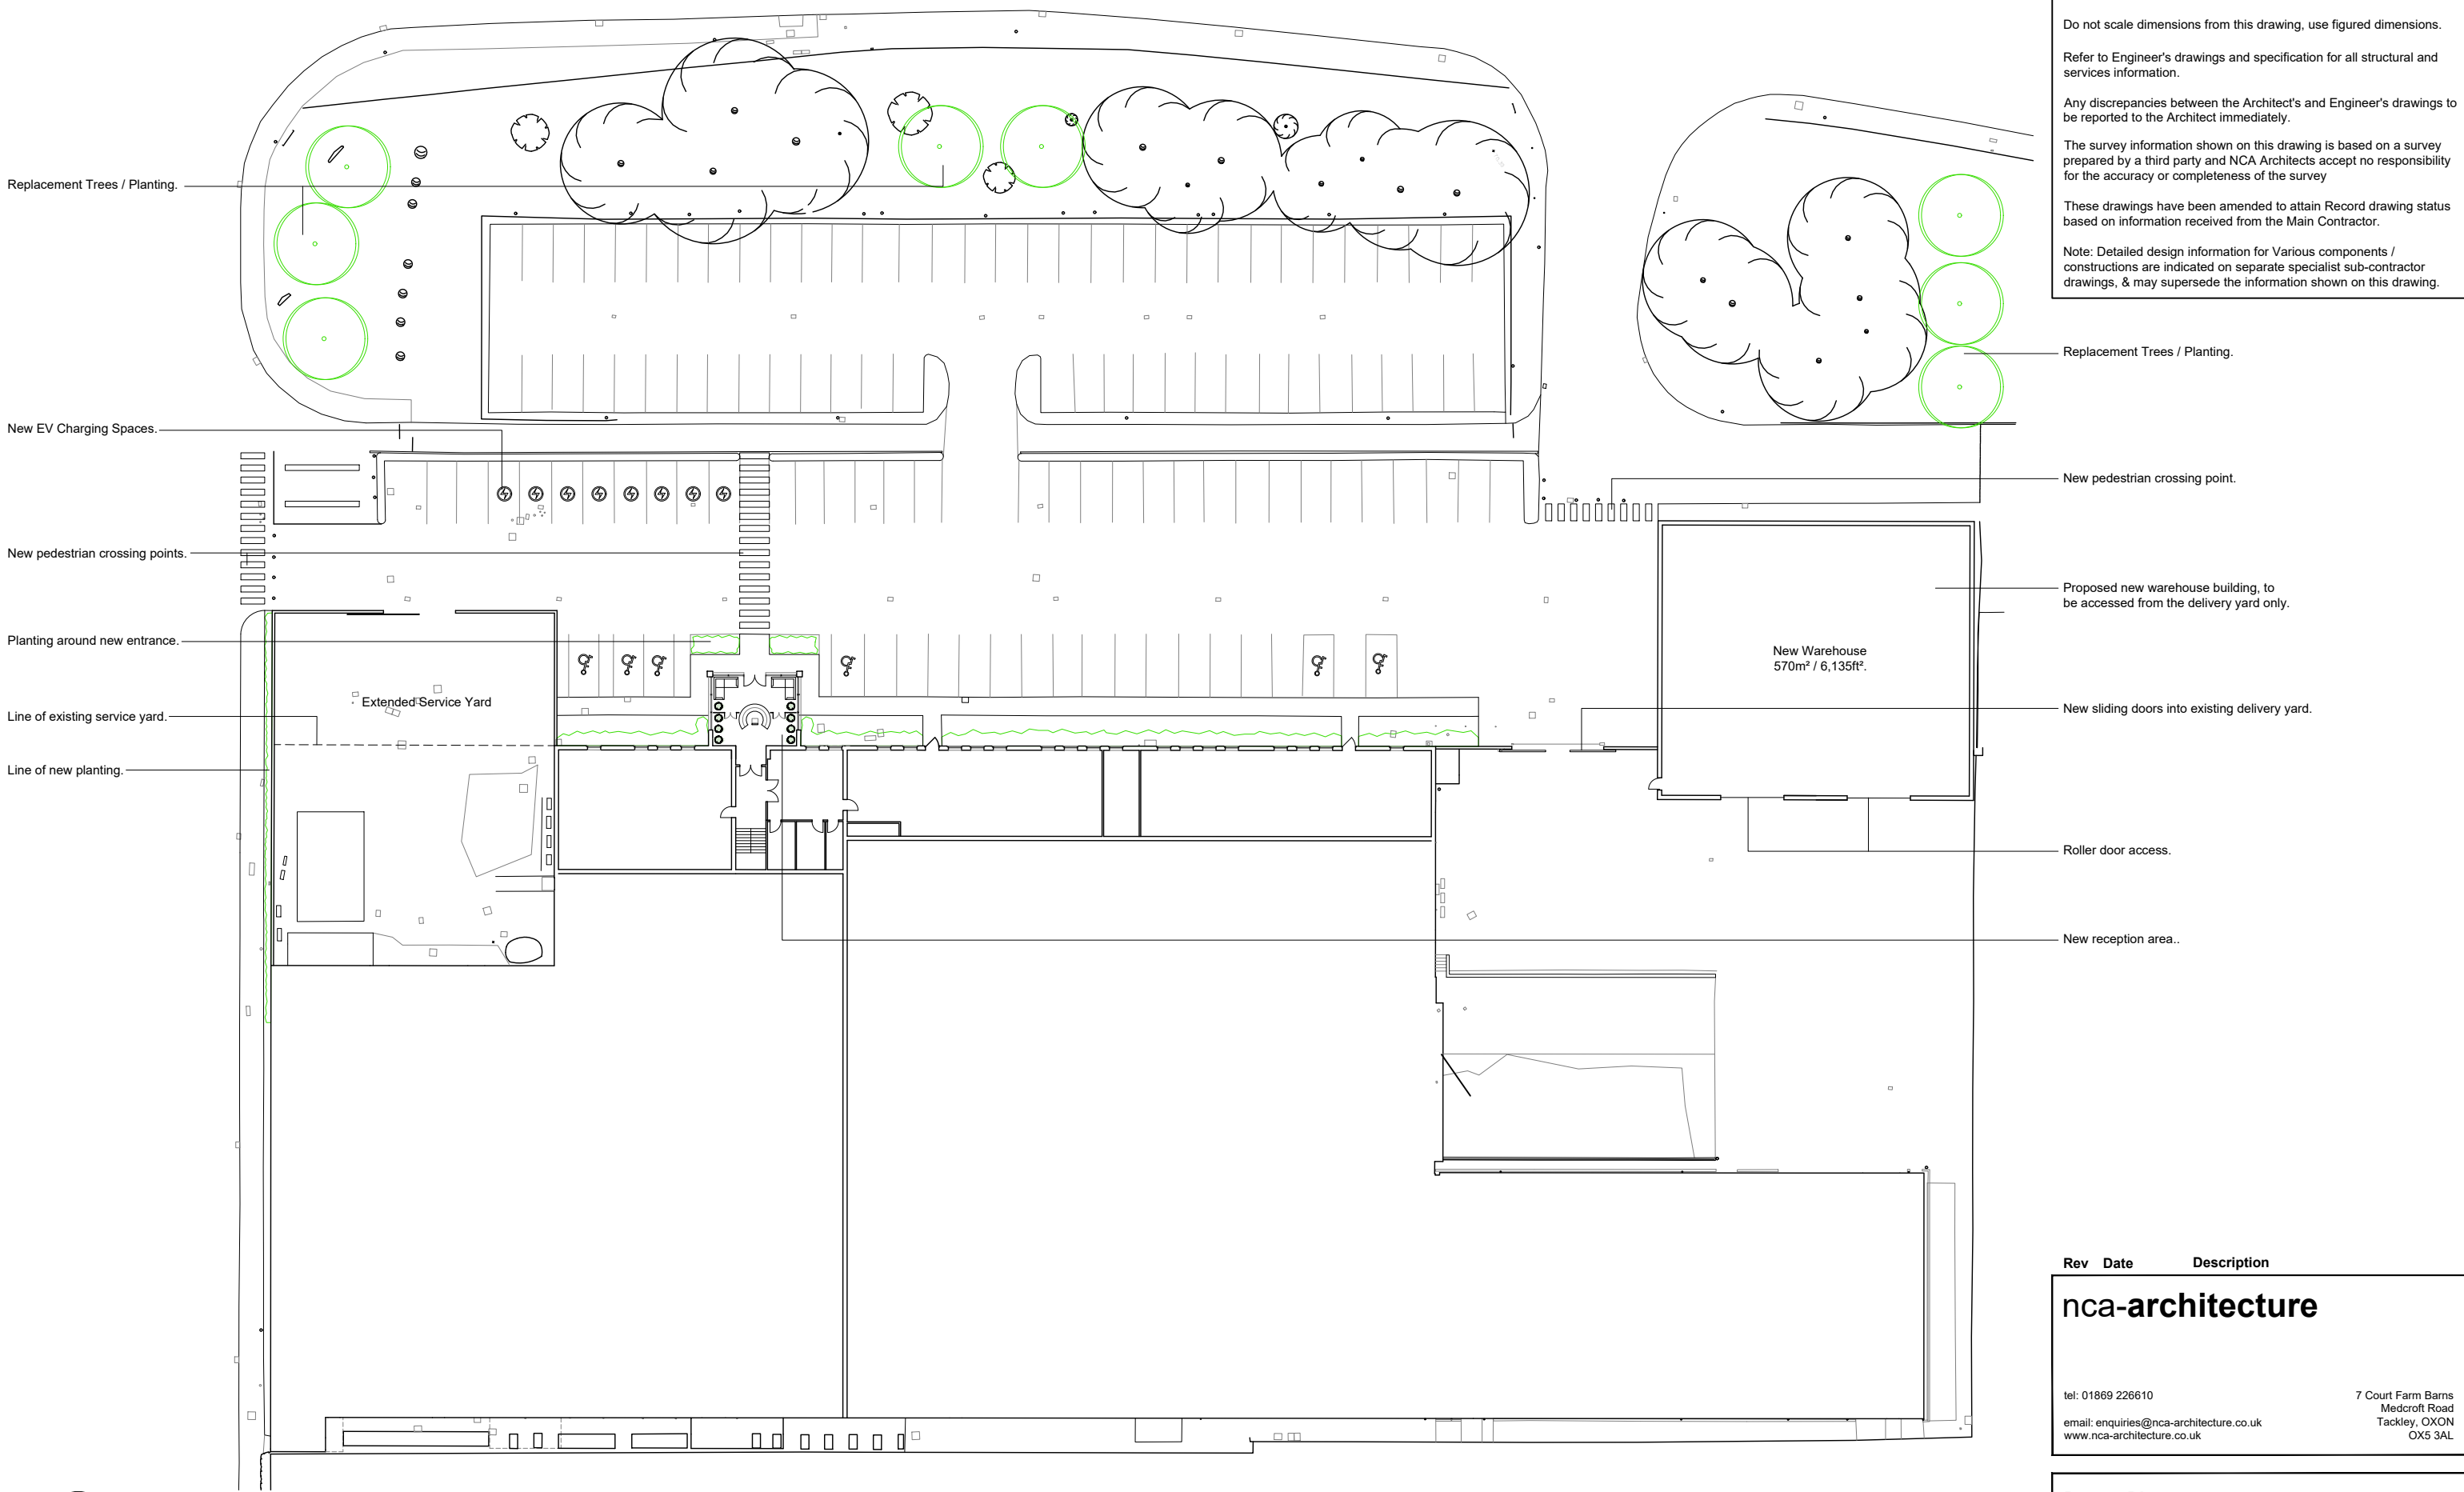 Do not scale dimensions from this drawing, use figured dimensions.
Refer to Engineer's drawings and specification for all structural and
services information.
Any discrepancies between the Architect's and Engineer's drawings to
be reported to the Architect immediately.
The survey information shown on this drawing is based on a survey
prepared by a third party and NCA Architects accept no responsibility
for the accuracy or completeness of the survey
These drawings have been amended to attain Record drawing status
based on information received from the Main Contractor.
Note: Detailed design information for Various components /
constructions are indicated on separate specialist sub-contractor
drawings, & may supersede the information shown on this drawing.
Replacement Trees / Planting.
New EV Charging Spaces.
New pedestrian crossing points.
Planting around new entrance.
Line of existing service yard.
Line of new planting.
Extended Service Yard
New Warehouse
570m² / 6,135ft².
Replacement Trees / Planting.
New pedestrian crossing point.
Proposed new warehouse building, to
be accessed from the delivery yard only.
New sliding doors into existing delivery yard.
Roller door access.
New reception area..
Rev Date Description
nca-architecture
tel: 01869 226610
email: enquiries@nca-architecture.co.uk
www.nca-architecture.co.uk
7 Court Farm Barns
Medcroft Road
Tackley, OXON
OX5 3AL